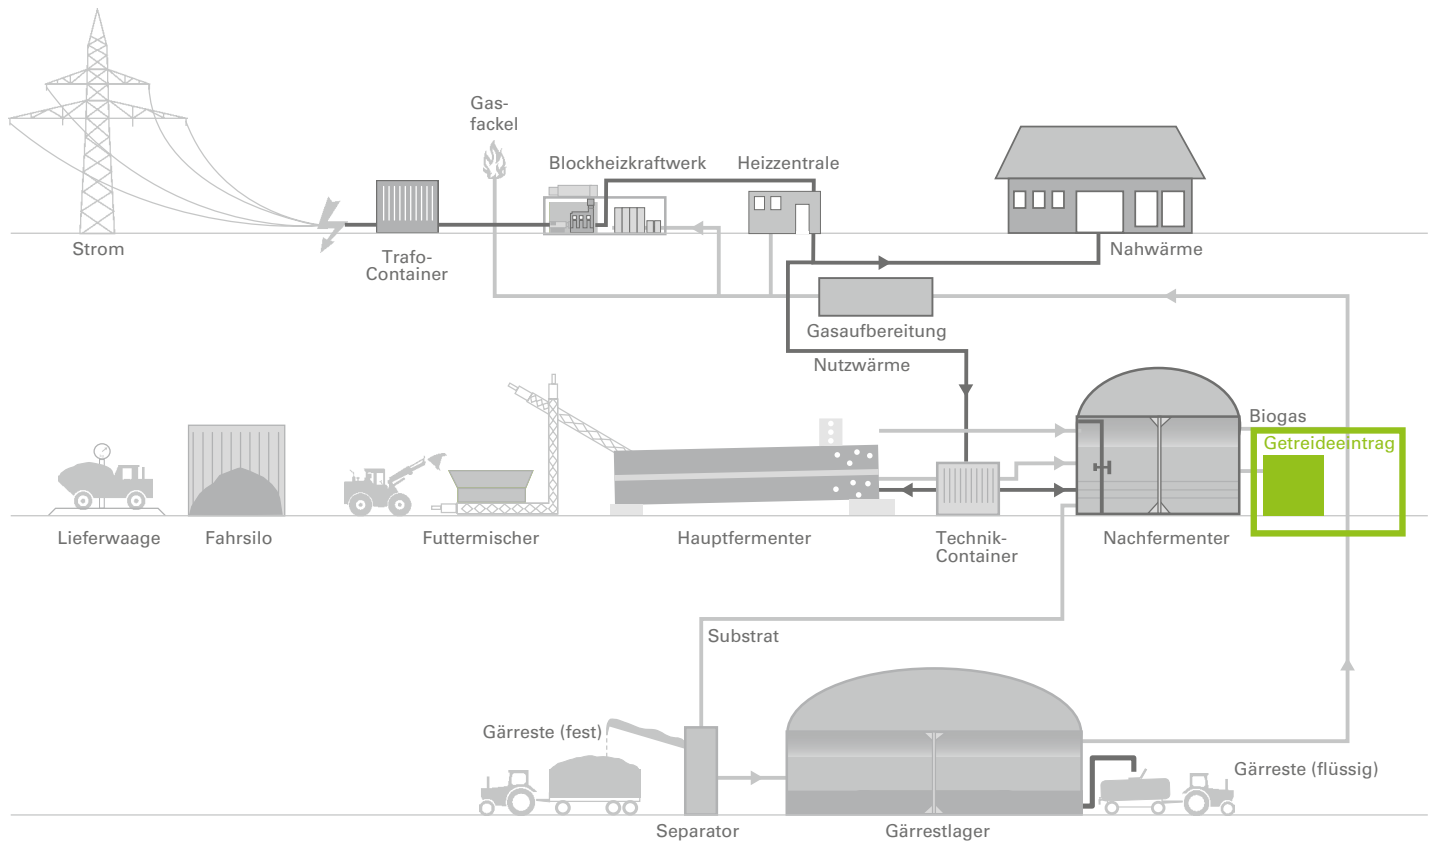 Gas-
fackel
Blockheizkraftwerk
Heizzentrale
Strom
Trafo-
Container
Nahwärme
Gasaufbereitung
Nutzwärme
Biogas
Getreideeintrag
Lieferwaage
Fahrsilo
Futtermischer
Hauptfermenter
Technik-
Container
Nachfermenter
Substrat
Gärreste (fest)
Gärreste (flüssig)
Separator
Gärrestlager